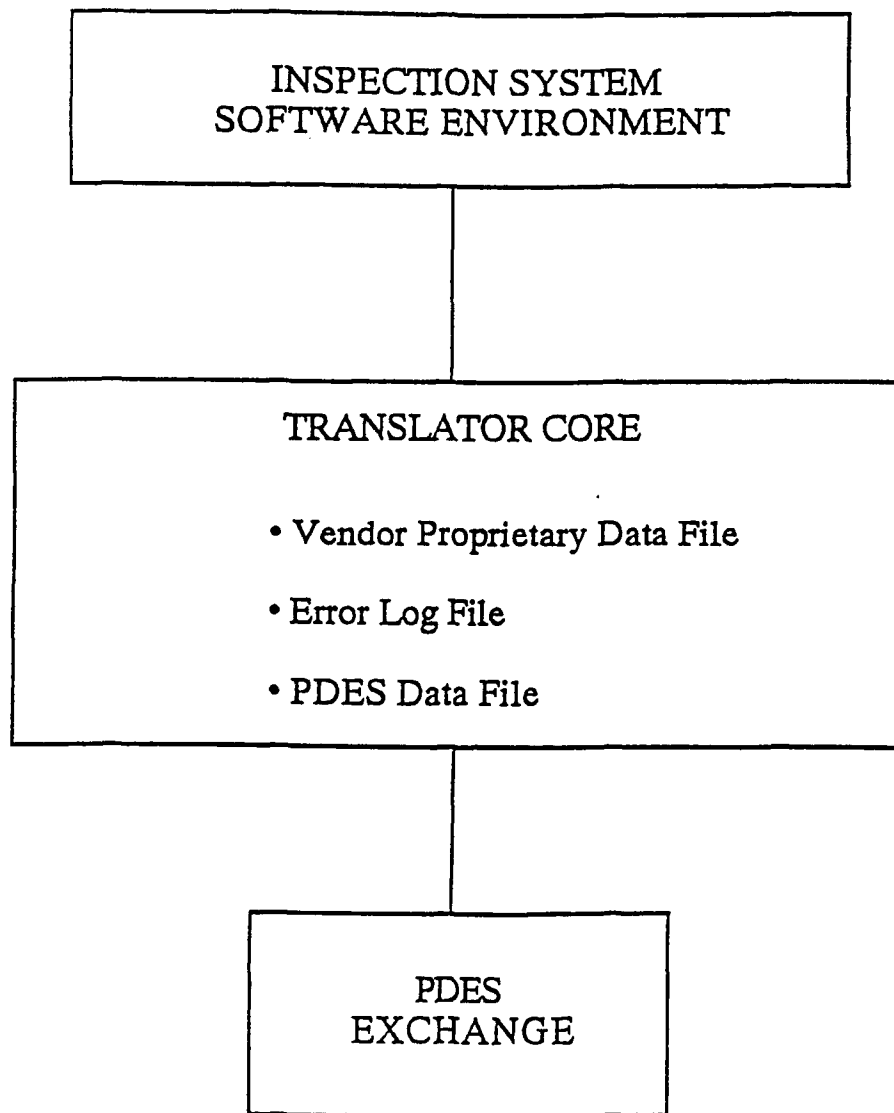 INSPECTION SYSTEM
SOFTWARE ENVIRONMENT
TRANSLATOR CORE
• Vendor Proprietary Data File
• Error Log File
• PDES Data File
PDES
EXCHANGE